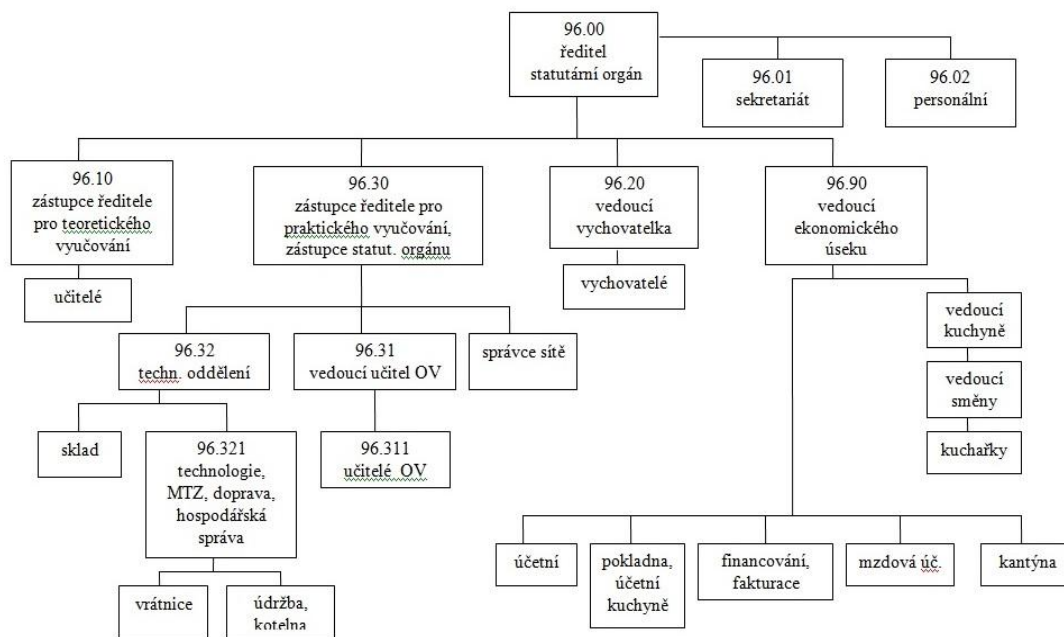 96.00
ředitel
statutární orgán
96.01
sekretariát
96.02
personální
96.10
zástupce ředitele
pro teoretického
vyučování
96.30
zástupce ředitele pro
praktického vyučování,
zástupce statut. orgánu
96.20
vedoucí
vychovatelka
96.90
vedoucí
ekonomického
úseku
učitelé
vychovatelé
vedoucí
kuchyně
96.32
techn. oddělení
96.31
vedoucí učitel OV
správce sítě
vedoucí
směny
sklad
96.321
technologie,
MTZ, doprava,
hospodářská
správa
96.311
učitelé OV
kuchařky
účetní
pokladna,
účetní
kuchyně
financování,
fakturace
mzdová úč.
kantýna
vrátnice
údržba,
kotelna